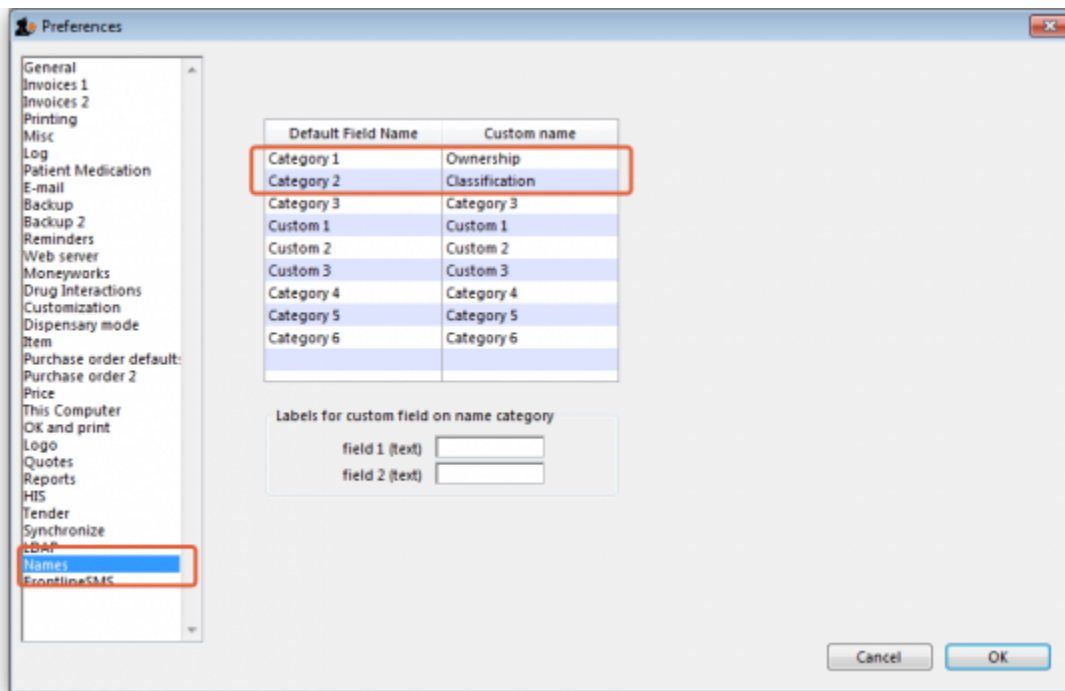 Preferences
General
Invoices 1
Invoices 2
Printing
Misc
Log
Patient Medication
E-mail
Backup
Backup 2
Reminders
Web server
Moneyworks
Drug Interactions
Customization
Dispensary mode
Item
Purchase order default:
Purchase order 2
Price
This Computer
OK and print
Logo
Quotes
Reports
HIS
Tender
Synchronize
LDAP
Names
FrontlineSMS
Default Field Name Custom name
Category 1 Ownership
Category 2 Classification
Category 3 Category 3
Custom 1 Custom 1
Custom 2 Custom 2
Custom 3 Custom 3
Category 4 Category 4
Category 5 Category 5
Category 6 Category 6
Labels for custom field on name category
field 1 (text)
field 2 (text)
Cancel OK